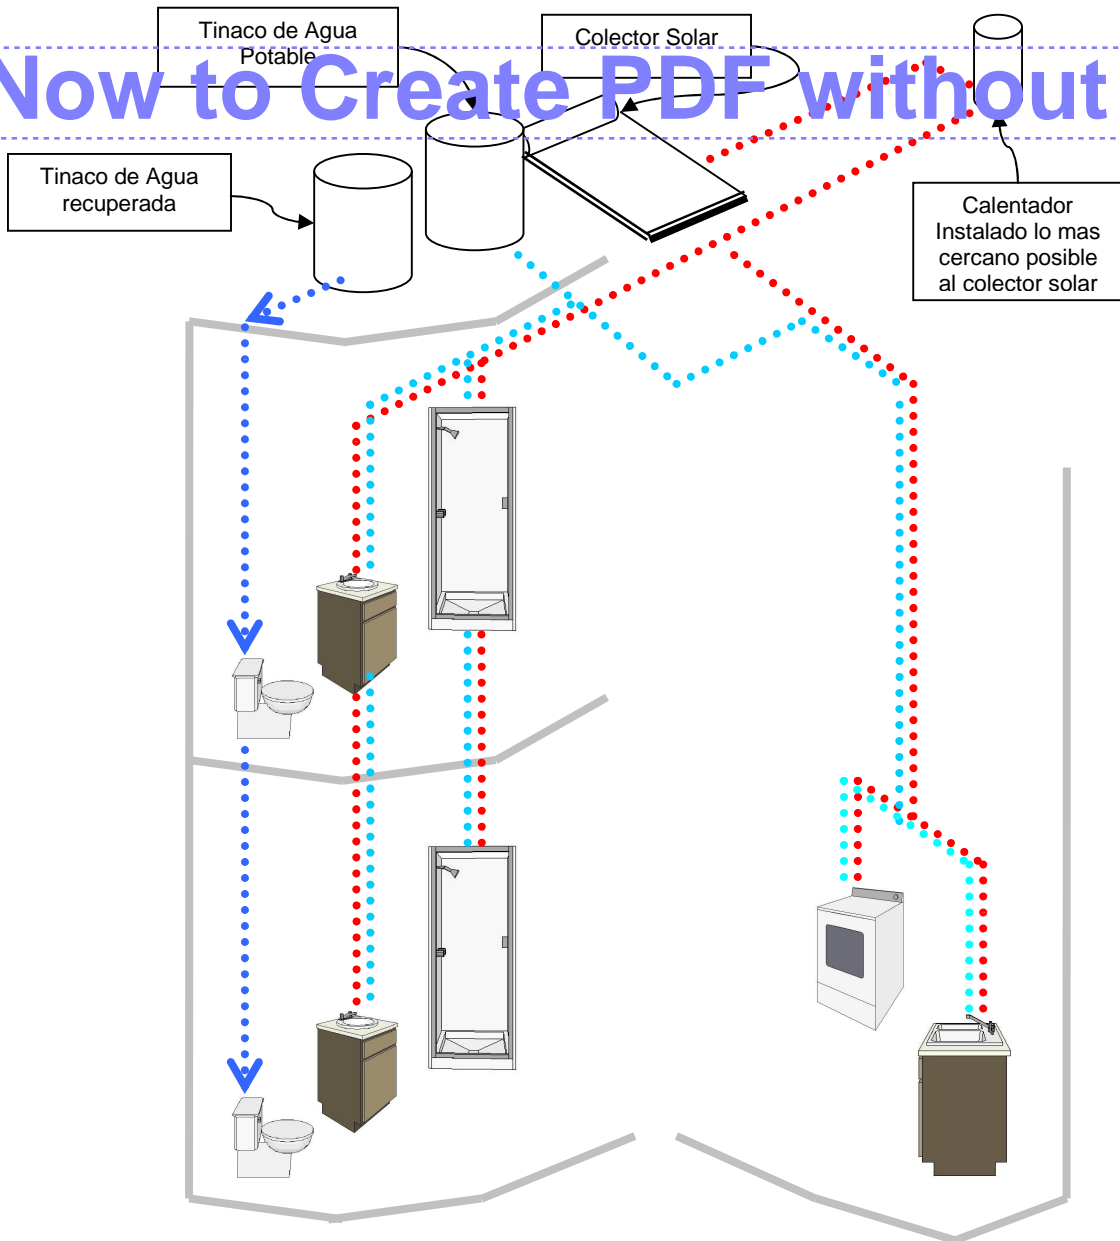 Tinaco de Agua
Potable
Colector Solar
Now to Create PDF without
Tinaco de Agua
recuperada
Calentador
Instalado lo mas
cercano posible
al colector solar